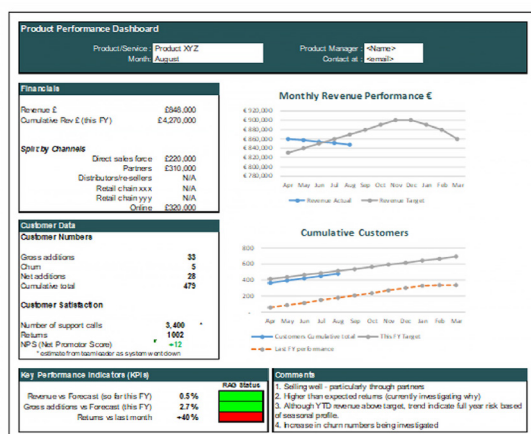 Product Performance Dashboard
Product/Service : Product XYZ
Product Manager : <Name>
Month: August
Contact at : <email>
Financials
Revenue £ £848,000
Cumulative Rev £ (this FY) £4,270,000
Split by Channels
Direct sales force £220,000
Partners £310,000
Distributors/resellers N/A
Retail chain xxx N/A
Retail chain yyy N/A
Online £320,000
Monthly Revenue Performance €
€ 920,000
€ 900,000
€ 880,000
€ 860,000
€ 840,000
€ 820,000
€ 800,000
€ 780,000
Apr May Jun Jul Aug Sep Oct Nov Dec Jan Feb Mar
Revenue Actual Revenue Target
Customer Data
Customer Numbers
Gross additions 33
Churn 5
Net additions 28
Cumulative total 479
Customer Satisfaction
Number of support calls 3,400 *
Returns 1002
NPS (Net Promotor Score) +12
* estimate from team leader as system went down
Cumulative Customers
800
600
400
200
-
Apr May Jun Jul Aug Sep Oct Nov Dec Jan Feb Mar
Customers Cumulative total This FY Target
Last FY performance
Key Performance Indicators (KPIs)
RAG Status
Revenue vs Forecast (so far this FY) 0.5%
Gross additions vs Forecast (this FY) 2.7%
Returns vs last month +40%
Comments
1. Selling well - particularly through partners
2. Higher than expected returns (currently investigating why)
3. Although YTD revenue above target, trend indicate full year risk based
of seasonal profile.
4. Increase in churn numbers being investigated